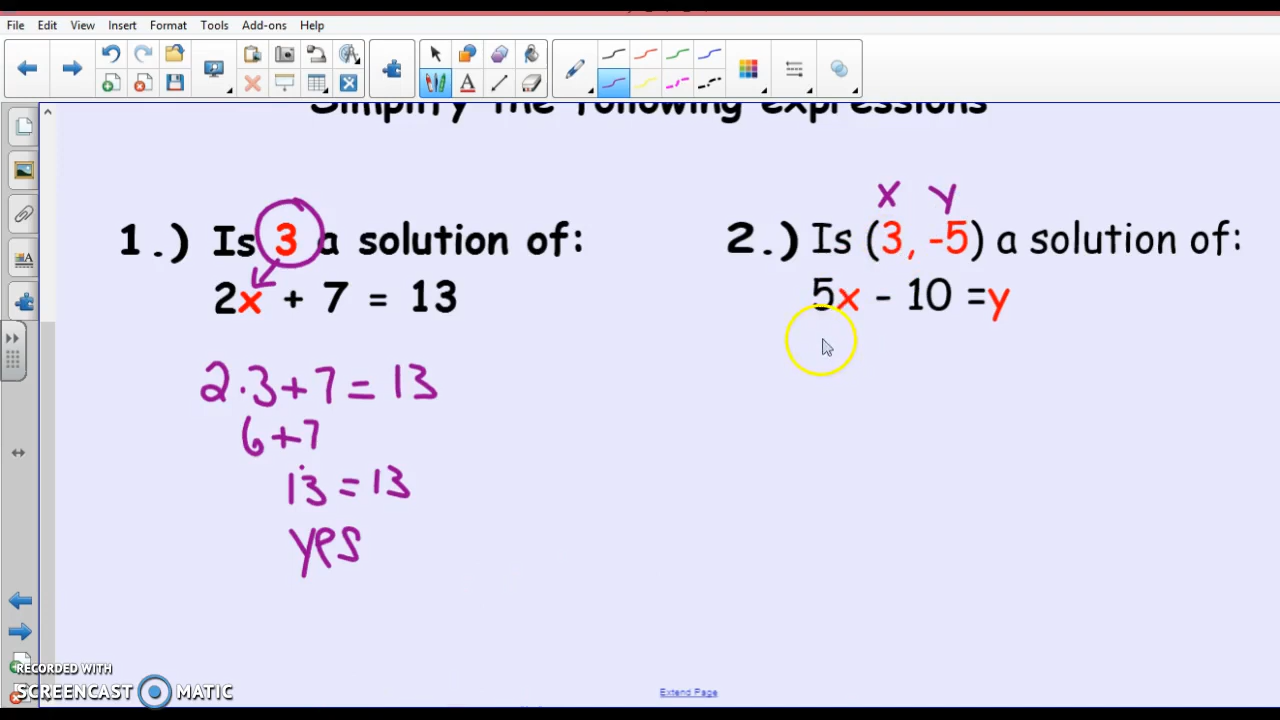 File Edit View Insert Format Tools Add-ons Help
Simplify the following expressions
1.) Is 3 a solution of:
2x + 7 = 13
2·3+7=13
6+7
13=13
yes
x y
2.) Is (3, -5) a solution of:
5x - 10 =y
Extend Page
RECORDED WITH
SCREENCAST MATIC